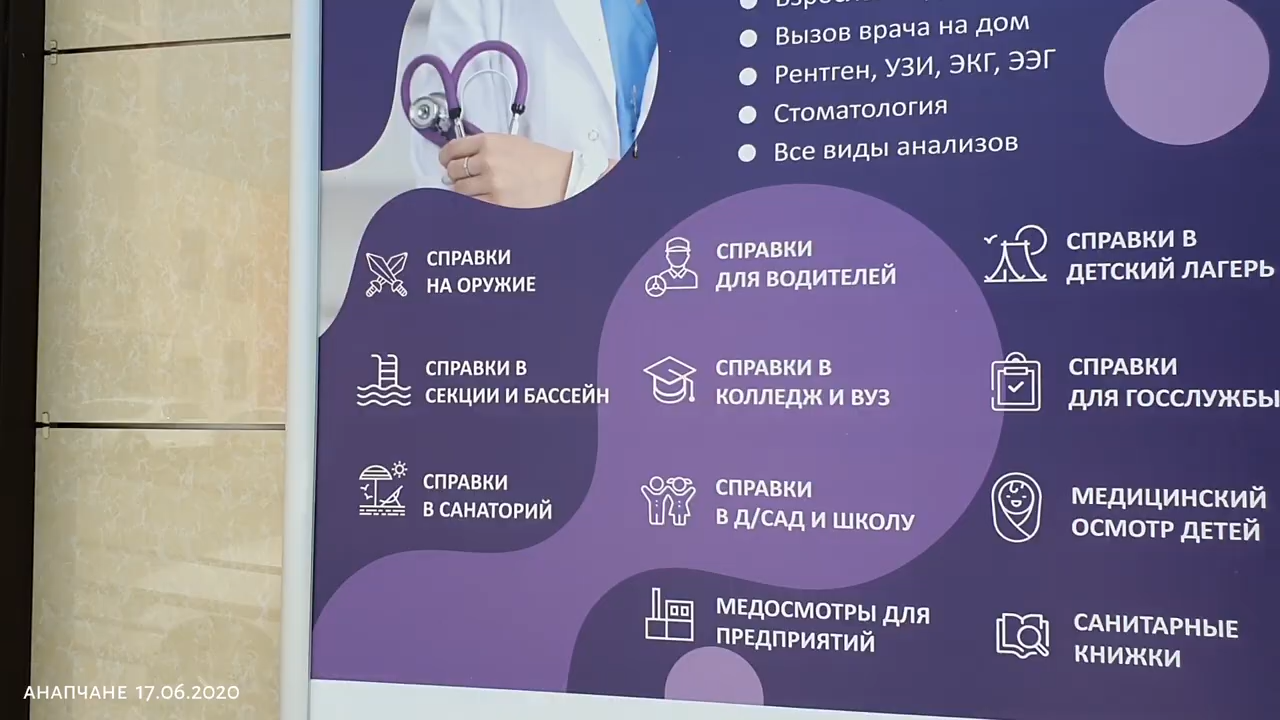 Вызов врача на дом
Рентген, УЗИ, ЭКГ, ЭЭГ
Стоматология
Все виды анализов
СПРАВКИ
НА ОРУЖИЕ
СПРАВКИ
ДЛЯ ВОДИТЕЛЕЙ
СПРАВКИ В
ДЕТСКИЙ ЛАГЕРЬ
СПРАВКИ В
СЕКЦИИ И БАССЕЙН
СПРАВКИ В
КОЛЛЕДЖ И ВУЗ
СПРАВКИ
ДЛЯ ГОССЛУЖБЫ
СПРАВКИ
В САНАТОРИЙ
СПРАВКИ
В Д/САД И ШКОЛУ
МЕДИЦИНСКИЙ
ОСМОТР ДЕТЕЙ
МЕДОСМОТРЫ ДЛЯ
ПРЕДПРИЯТИЙ
САНИТАРНЫЕ
КНИЖКИ
АНАПЧАНЕ 17.06.2020